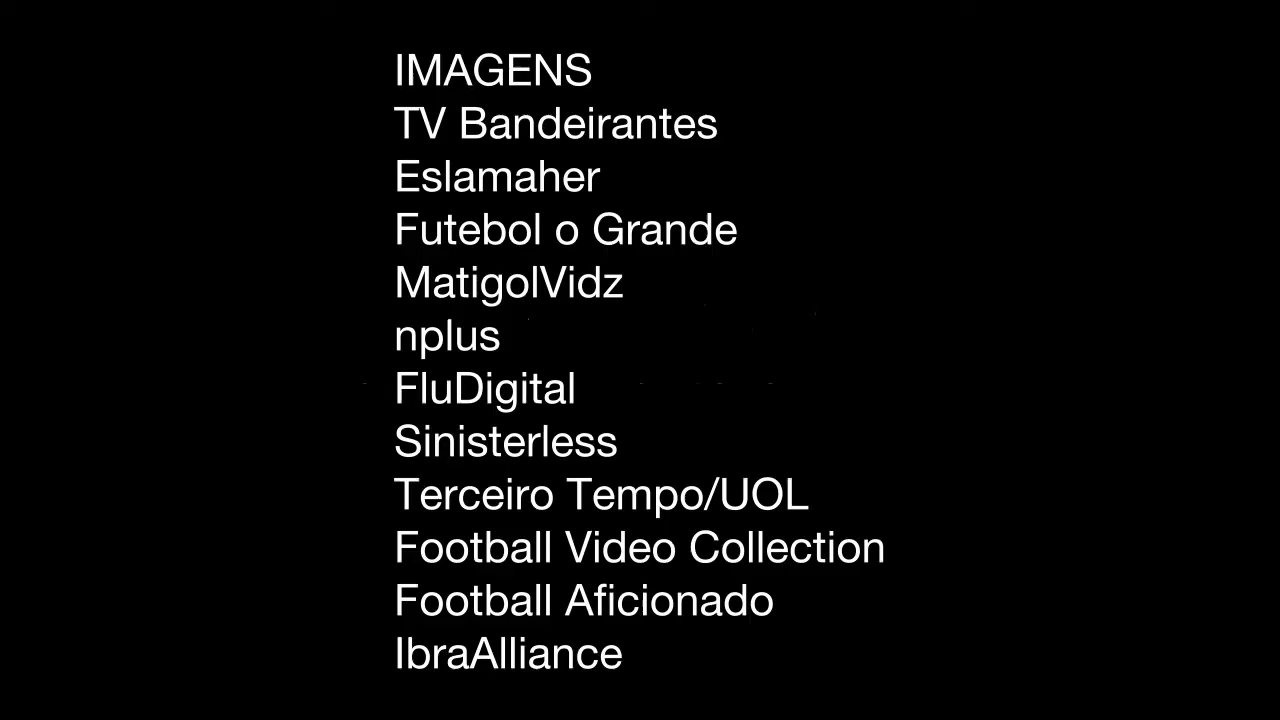 IMAGENS
TV Bandeirantes
Eslamaher
Futebol o Grande
MatigolVidz
nplus
FluDigital
Sinisterless
Terceiro Tempo/UOL
Football Video Collection
Football Aficionado
IbraAlliance